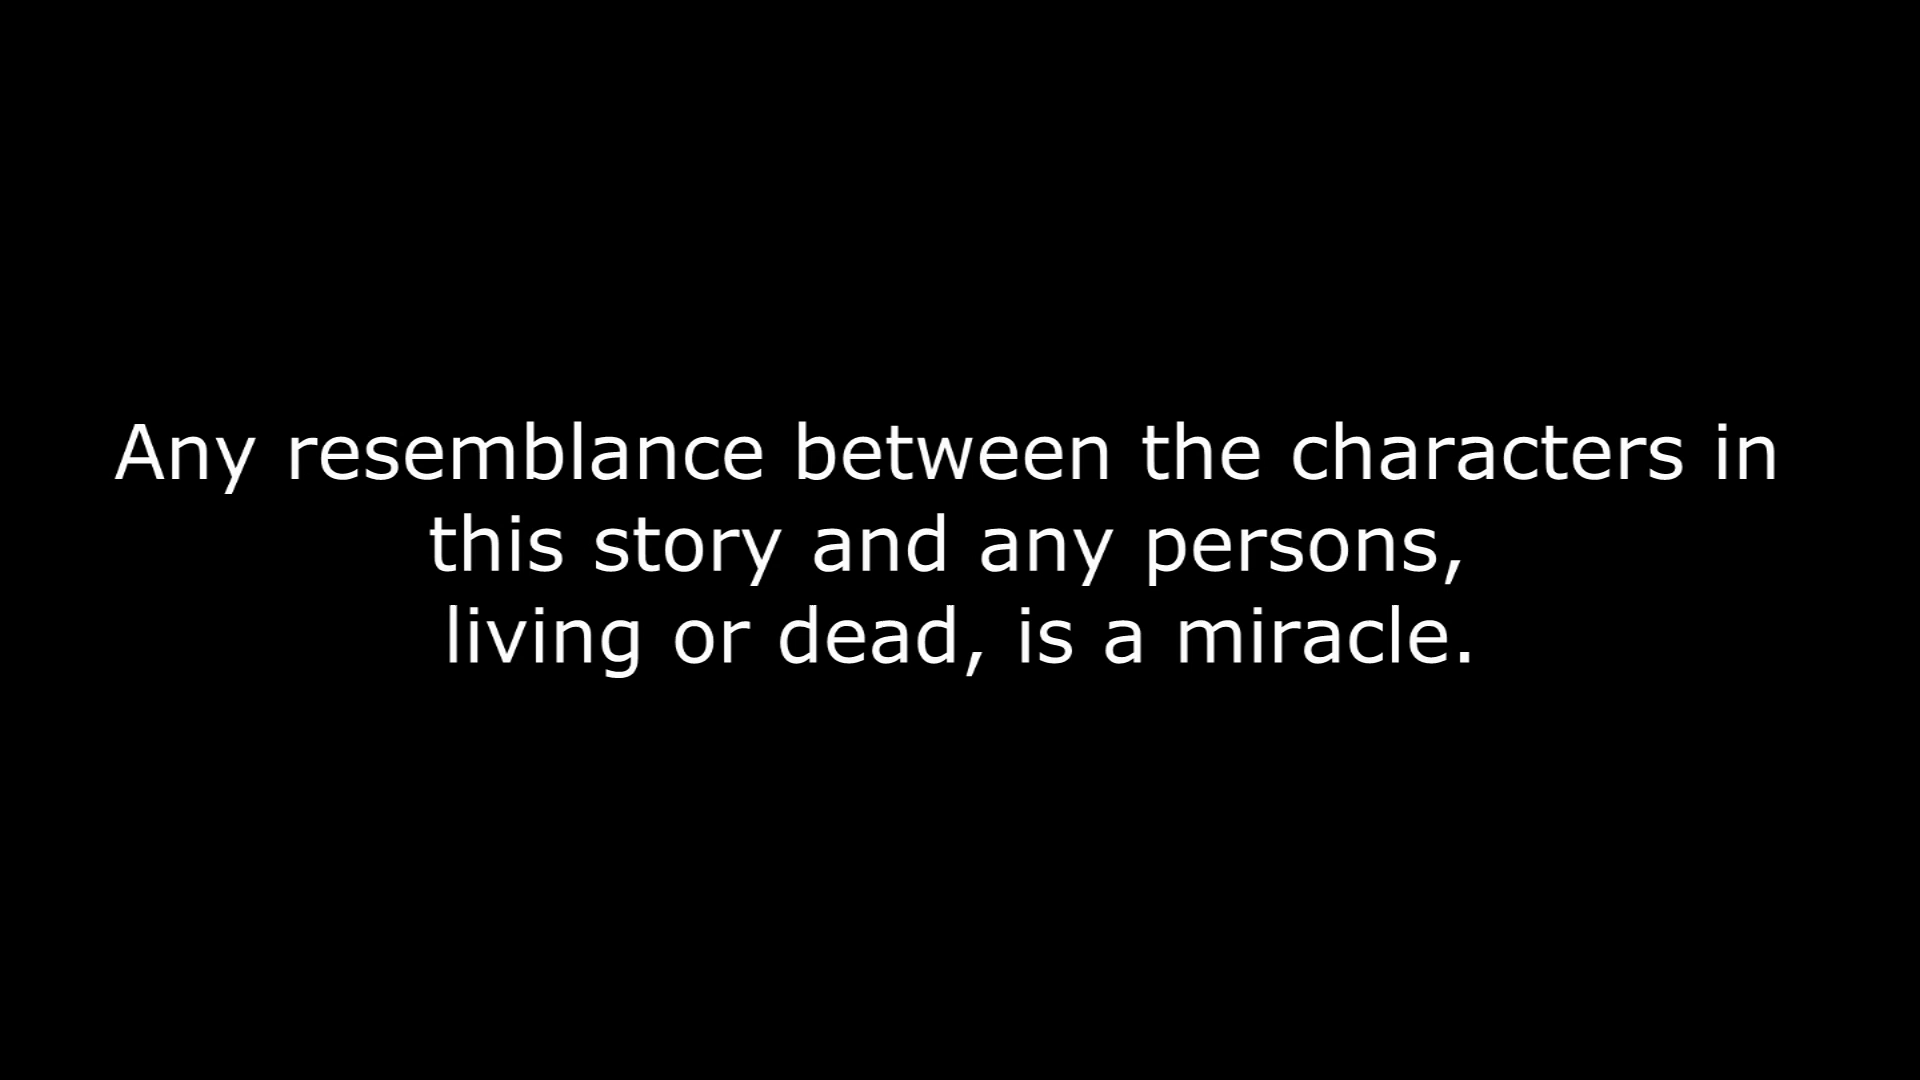 Any resemblance between the characters in
this story and any persons,
living or dead, is a miracle.